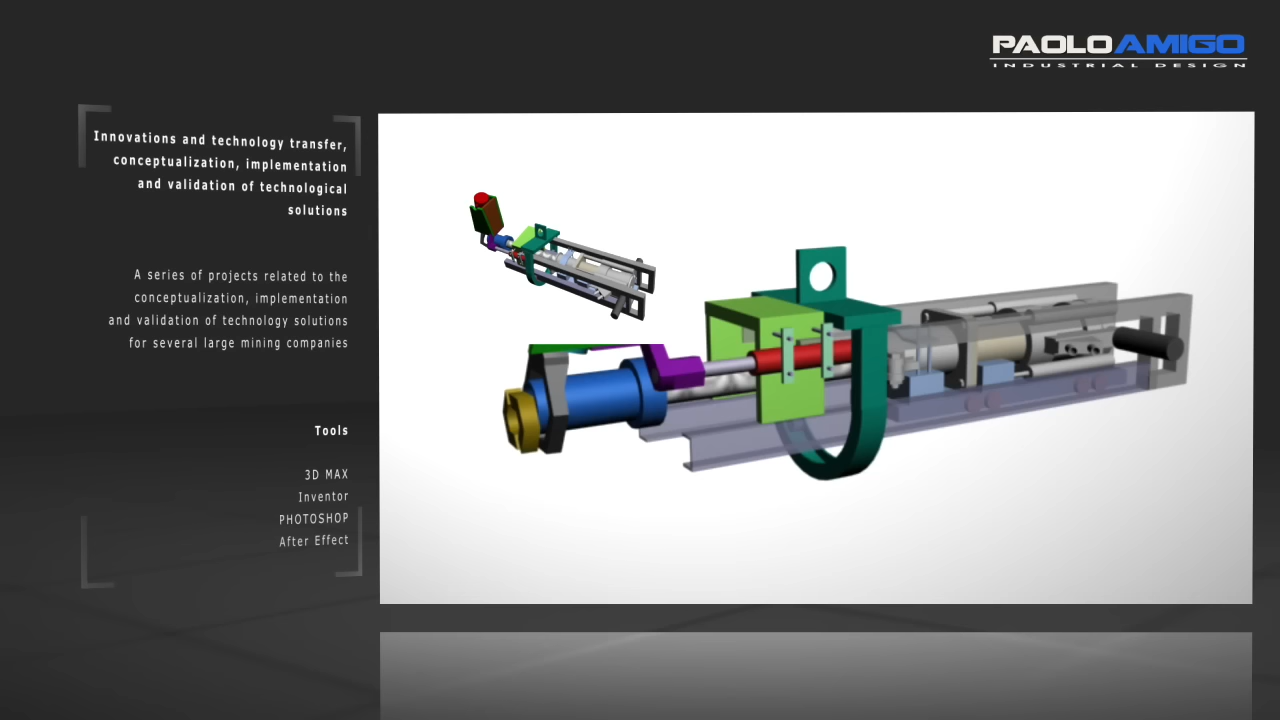 PAOLOAMIGO
INDUSTRIAL DESIGN
Innovations and technology transfer,
conceptualization, implementation
and validation of technological
solutions
A series of projects related to the
conceptualization, implementation
and validation of technology solutions
for several large mining companies
Tools
3D MAX
Inventor
PHOTOSHOP
After Effect